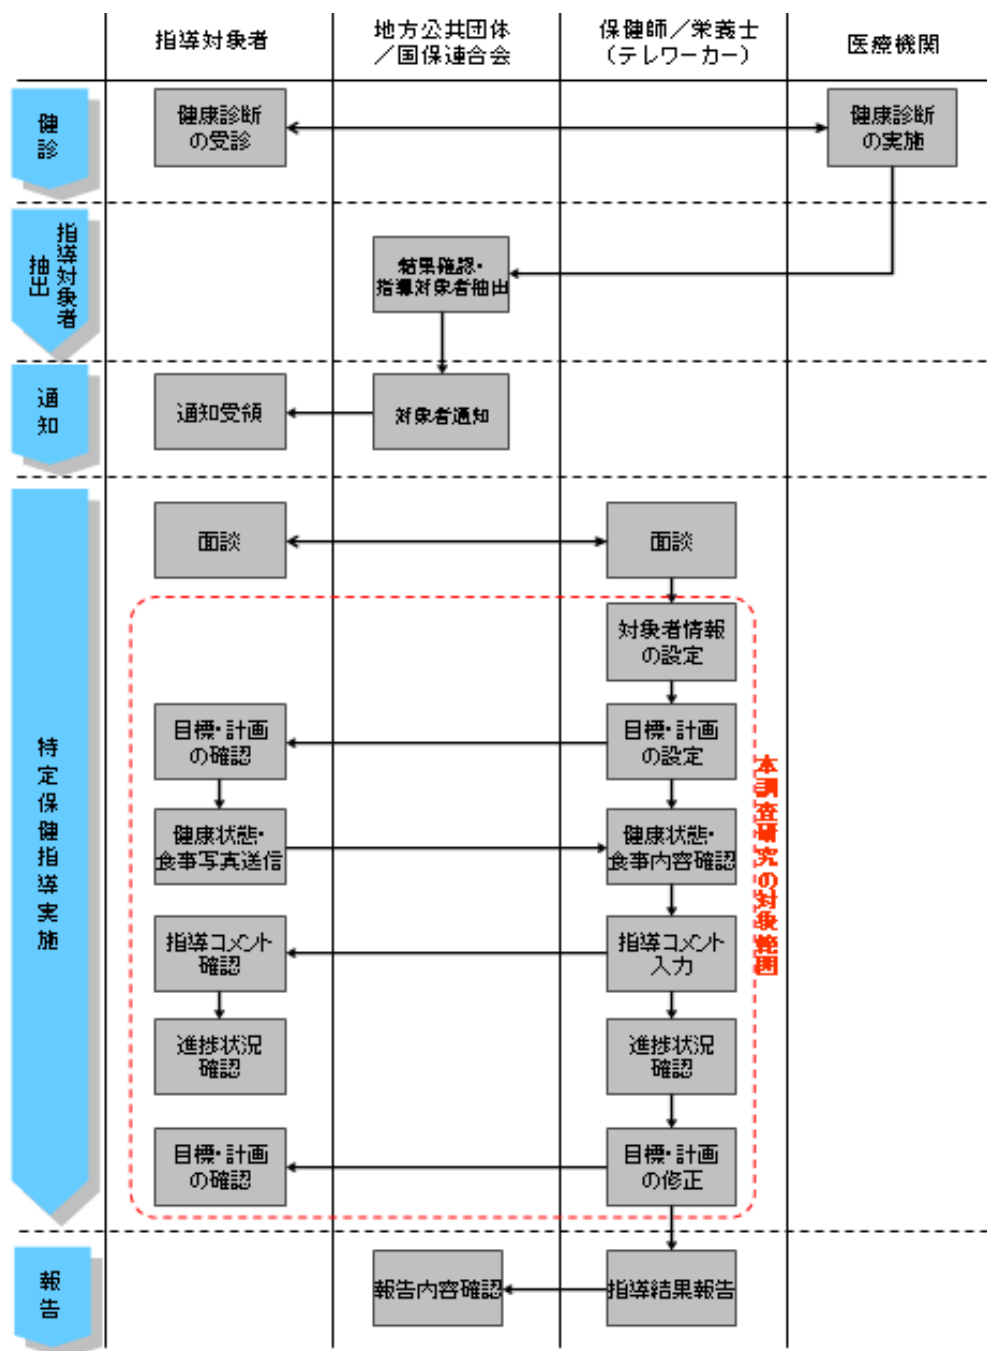 指導対象者
地方公共団体
／国保連合会
保健師／栄養士
（テレワーカー）
医療機関
健診
健康診断
の受診
健康診断
の実施
指導対象者
抽出
結果確認・
指導対象者抽出
通知
通知受領
対象者通知
特定保健指導実施
面談
面談
対象者情報
の設定
目標・計画
の確認
目標・計画
の設定
本調査研究の対象範囲
健康状態・
食事写真送信
健康状態・
食事内容確認
指導コメント
確認
指導コメント
入力
進捗状況
確認
進捗状況
確認
目標・計画
の確認
目標・計画
の修正
報告
報告内容確認
指導結果報告